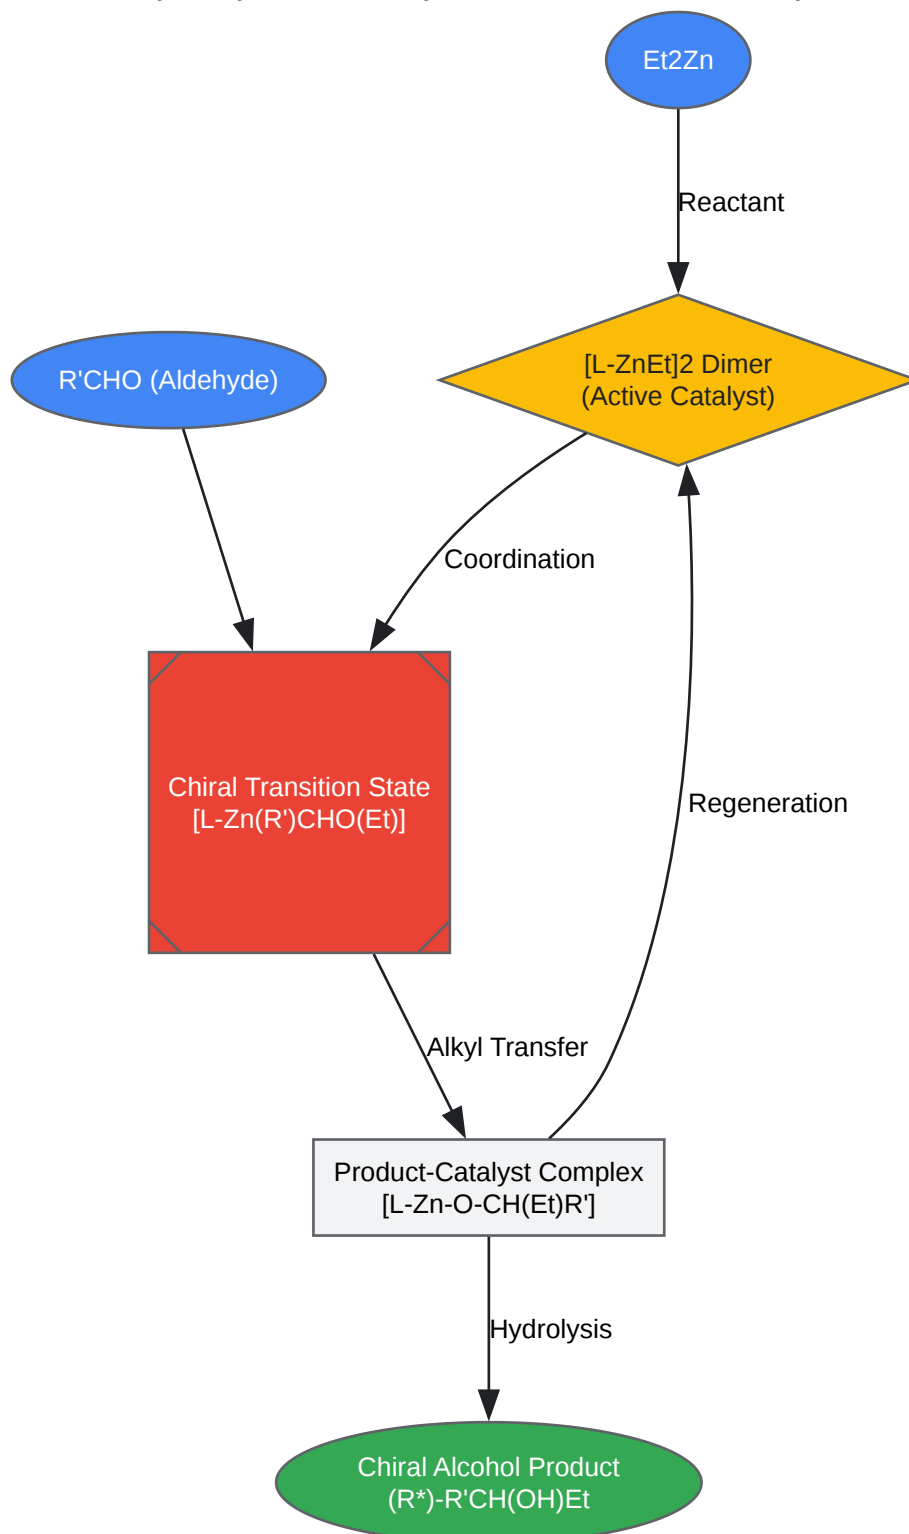 Et2Zn
Reactant
R'CHO (Aldehyde)
[L-ZnEt]2 Dimer
(Active Catalyst)
Coordination
Chiral Transition State
[L-Zn(R')CHO(Et)]
Regeneration
Alkyl Transfer
Product-Catalyst Complex
[L-Zn-O-CH(Et)R']
Hydrolysis
Chiral Alcohol Product
(R*)-R'CH(OH)Et